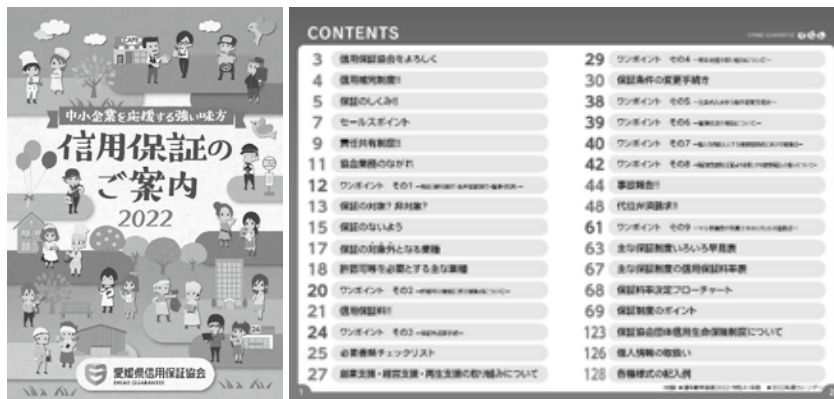 中小企業を応援する強い味方
信用保証の
ご案内
2022
愛媛県信用保証協会
EHIME GUARANTEE
CONTENTS
EHIME GUARANTEE
3 信用保証協会をよろしく
4 信用補完制度!!
5 保証のしくみ!!
7 セールスポイント
9 責任共有制度!!
11 協会業務のながれ
12 ワンポイント その1
13 保証の対象? 非対象?
15 保証のないよう
17 保証の対象外となる業種
18 許認可等を必要とする主な業種
20 ワンポイント その2
21 信用保証料!!
24 ワンポイント その3
25 必要書類チェックリスト
27 創業支援・経営支援・再生支援の取り組みについて
29 ワンポイント その4
30 保証条件の変更手続き
38 ワンポイント その5
39 ワンポイント その6
40 ワンポイント その7
42 ワンポイント その8
44 事故報告!!
48 代位弁済請求!!
61 ワンポイント その9
63 主な保証制度いろいろ早見表
67 主な保証制度の信用保証料率表
68 保証料率決定フローチャート
69 保証制度のポイント
123 保証協会団体信用生命保険制度について
126 個人情報の取扱い
128 各種様式の記入例
1